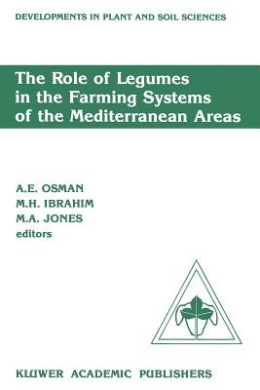 DEVELOPMENTS IN PLANT AND SOIL SCIENCES
The Role of Legumes
in the Farming Systems
of the Mediterranean Areas
A.E. OSMAN
M.H. IBRAHIM
M.A. JONES
editors
KLUWER ACADEMIC PUBLISHERS